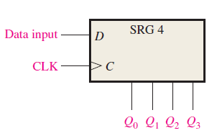 Data input D SRG 4
CLK C
Q0 Q1 Q2 Q3